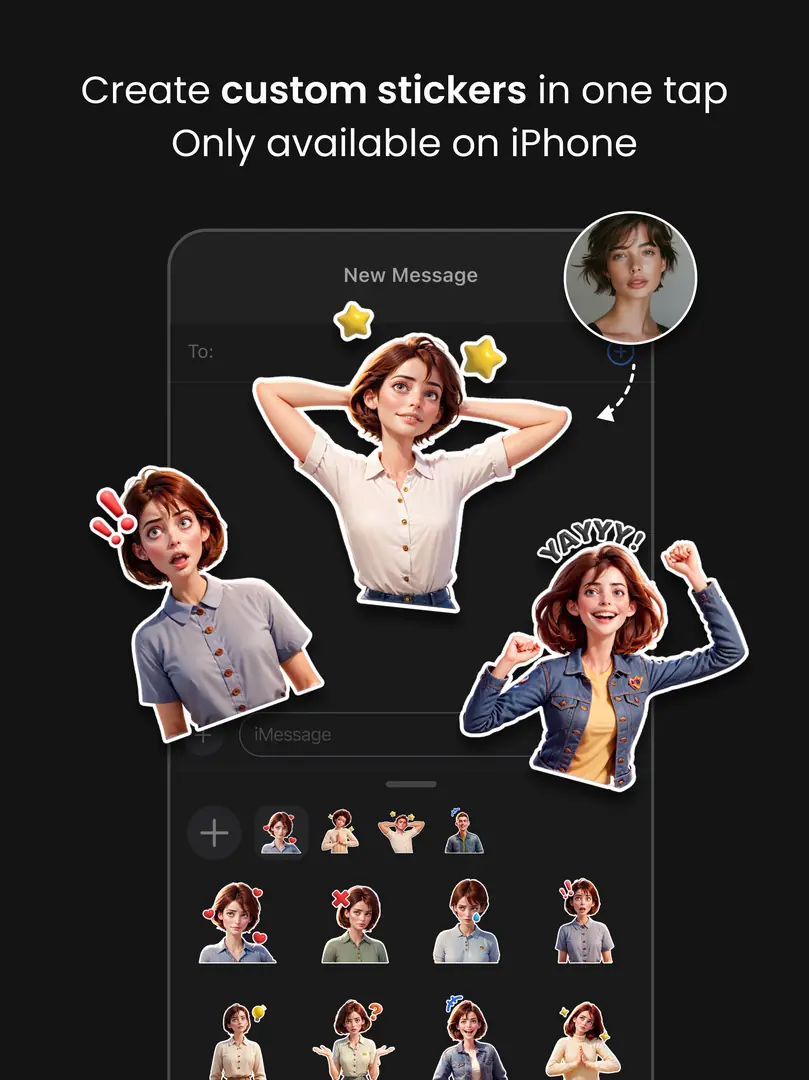 Create custom stickers in one tap
Only available on iPhone
New Message
To:
YAYYY!
iMessage